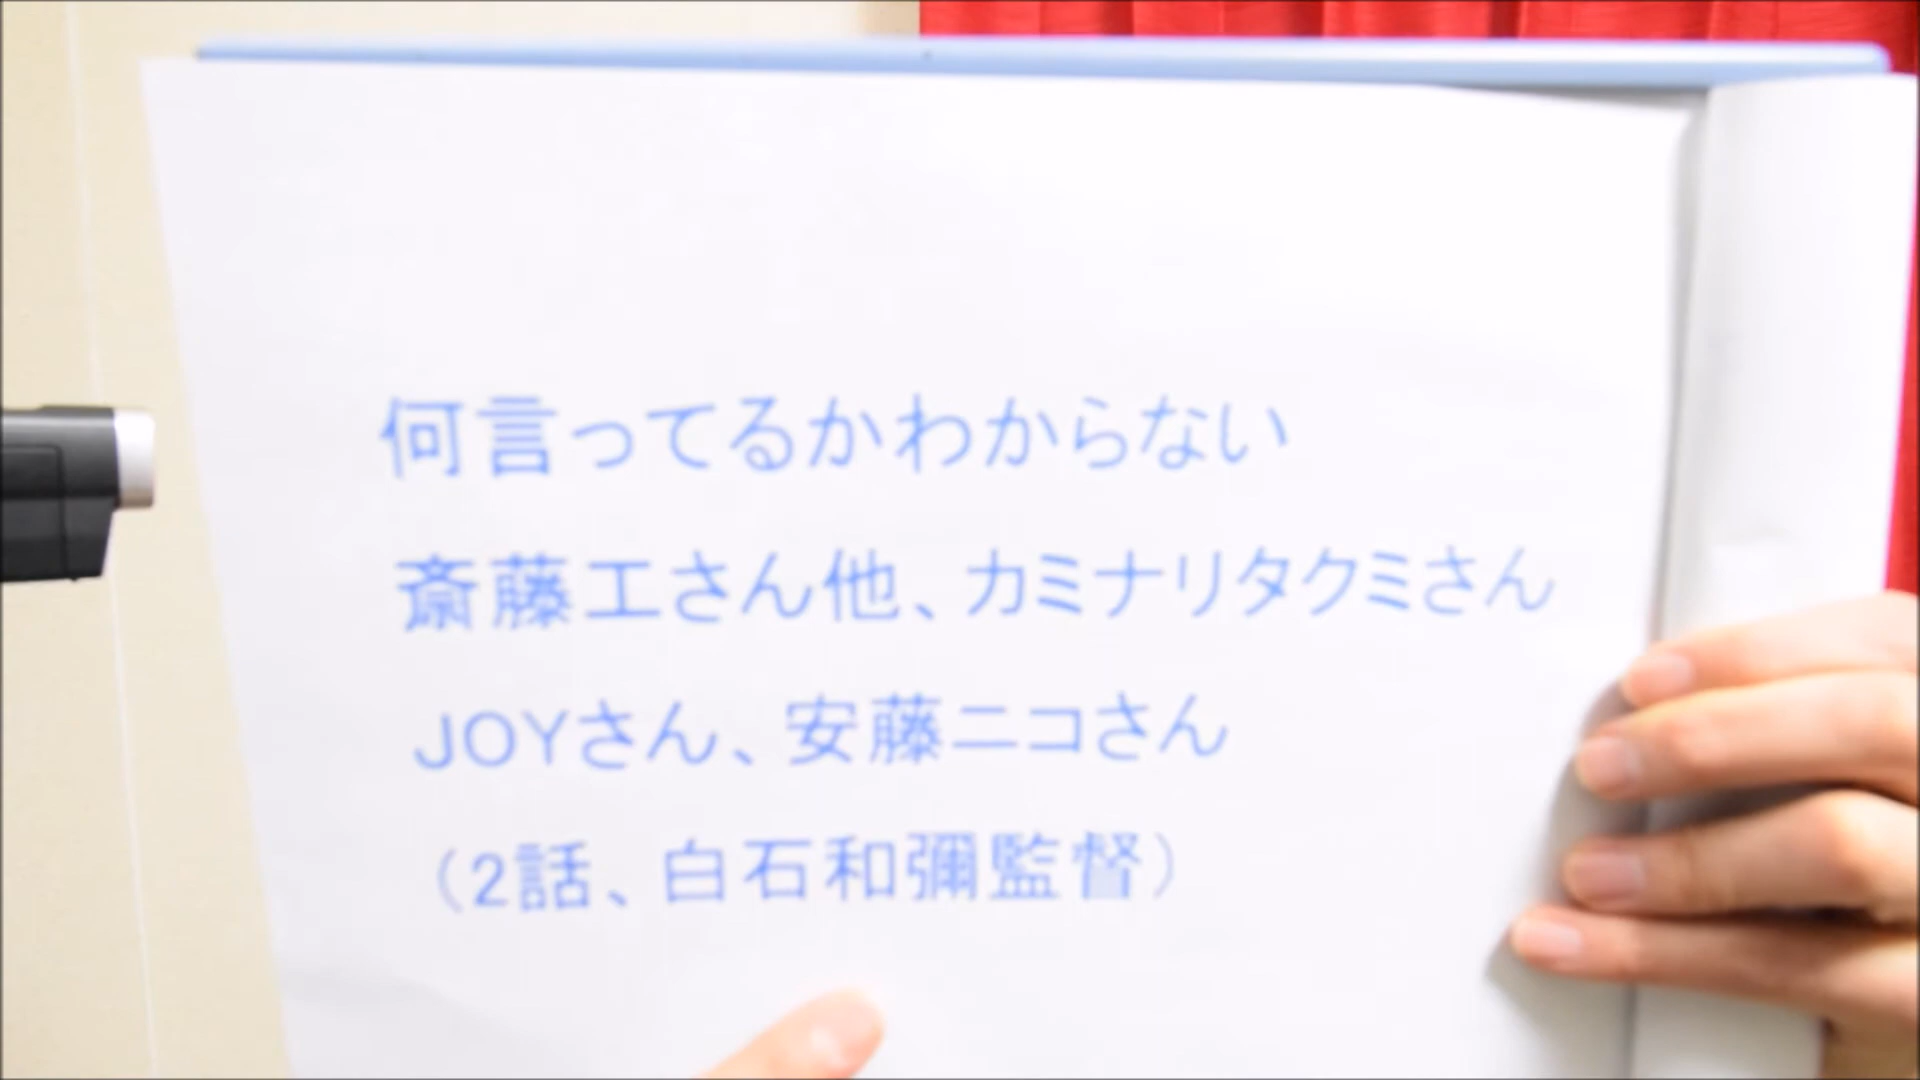 何言ってるかわからない
斎藤工さん他、カミナリタクミさん
JOYさん、安藤ニコさん
（2話、白石和彌監督）